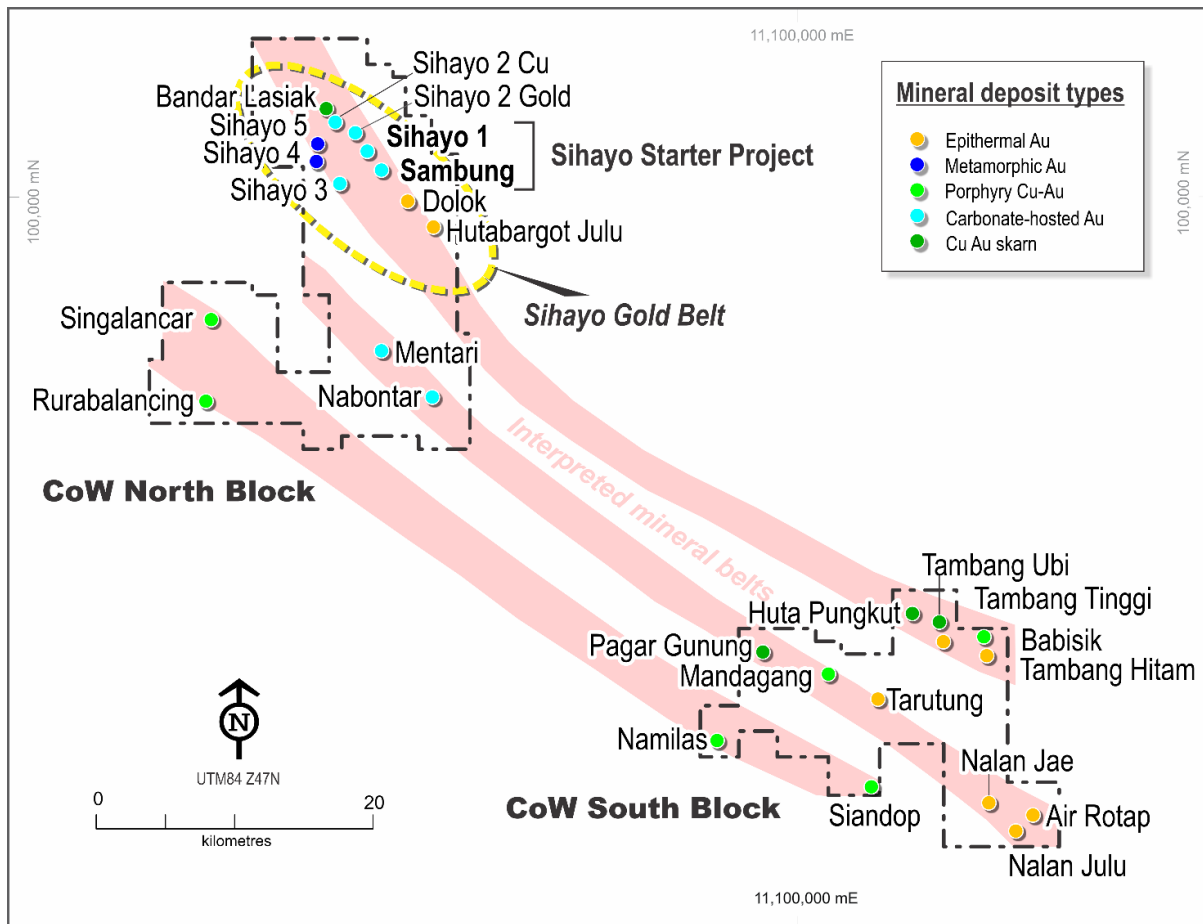 11,100,000 mE
Mineral deposit types
Epithermal Au
Metamorphic Au
Porphyry Cu-Au
Carbonate-hosted Au
Cu Au skarn
100,000 mN
100,000 mN
Sihayo 2 Cu
Bandar Lasiak
Sihayo 2 Gold
Sihayo 5
Sihayo 1
Sihayo 4
Sihayo Starter Project
Sambung
Sihayo 3
Dolok
Hutabargot Julu
Sihayo Gold Belt
Singalancar
Mentari
Rurabalancing
Nabontar
CoW North Block
Interpreted mineral belts
Tambang Ubi
Tambang Tinggi
Huta Pungkut
Babisik
Pagar Gunung
Tambang Hitam
Mandagang
Tarutung
Namilas
Nalan Jae
N
UTM84 Z47N
0 20
kilometres
CoW South Block
Siandop
Air Rotap
Nalan Julu
11,100,000 mE